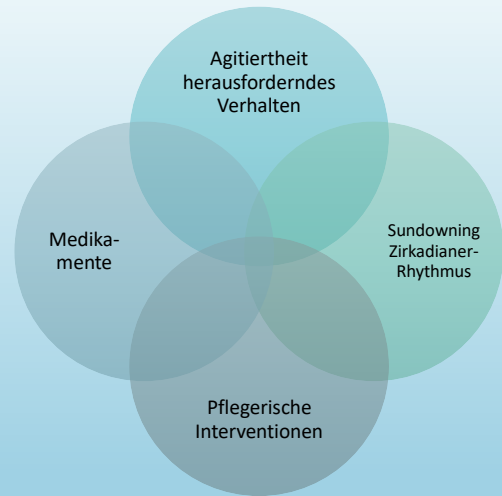 Agitiertheit
herausforderndes
Verhalten
Medika-
mente
Sundowning
Zirkadianer-
Rhythmus
Pflegerische
Interventionen